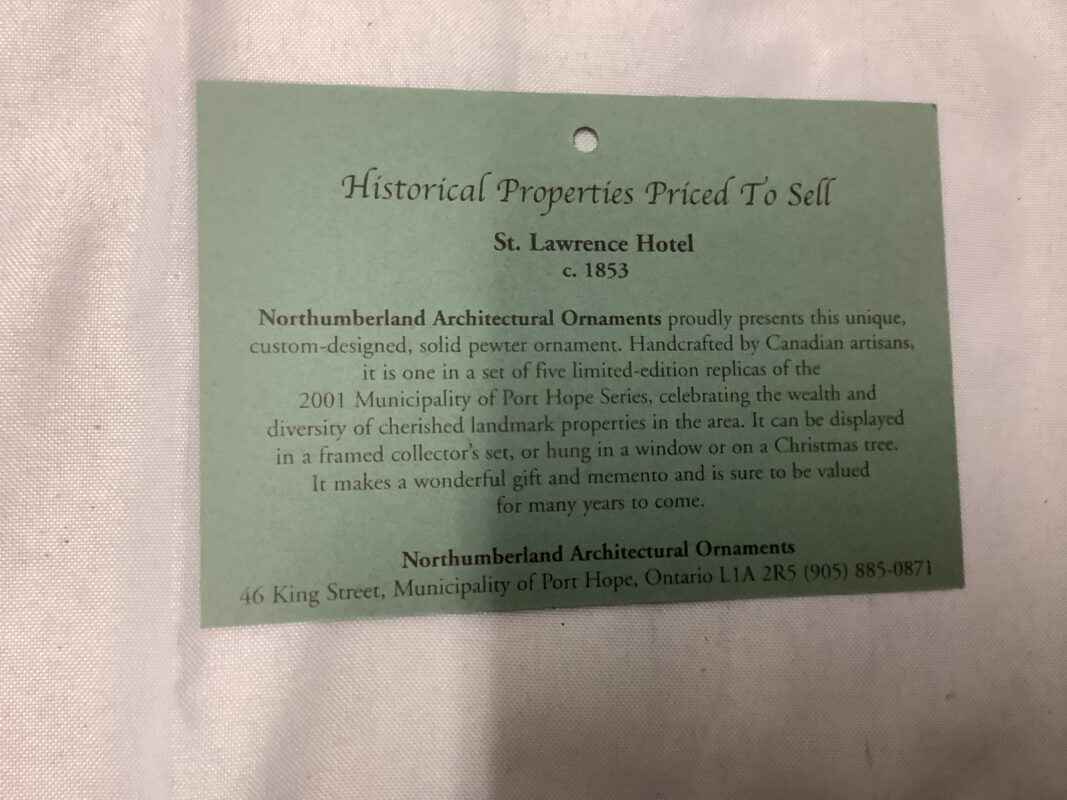 Historical Properties Priced To Sell
St. Lawrence Hotel
c. 1853
Northumberland Architectural Ornaments proudly presents this unique,
custom-designed, solid pewter ornament. Handcrafted by Canadian artisans,
it is one in a set of five limited-edition replicas of the
2001 Municipality of Port Hope Series, celebrating the wealth and
diversity of cherished landmark properties in the area. It can be displayed
in a framed collector's set, or hung in a window or on a Christmas tree.
It makes a wonderful gift and memento and is sure to be valued
for many years to come.
Northumberland Architectural Ornaments
46 King Street, Municipality of Port Hope, Ontario L1A 2R5 (905) 885-0871